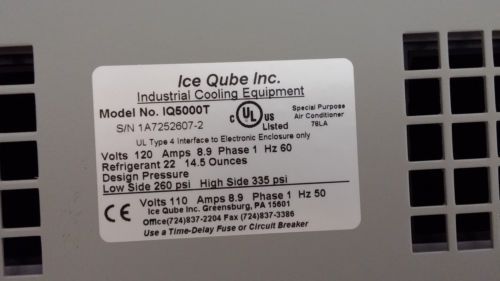 Ice Qube Inc.
Industrial Cooling Equipment
Model No. IQ5000T
S/N 1A7252607-2
C UL US
Listed
Special Purpose
Air Conditioner
78LA
UL Type 4 Interface to Electronic Enclosure only
Volts 120 Amps 8.9 Phase 1 Hz 60
Refrigerant 22 14.5 Ounces
Design Pressure
Low Side 260 psi High Side 335 psi
CE
Volts 110 Amps 8.9 Phase 1 Hz 50
Ice Qube Inc. Greensburg, PA 15601
Office(724)837-2204 Fax (724)837-3386
Use a Time-Delay Fuse or Circuit Breaker